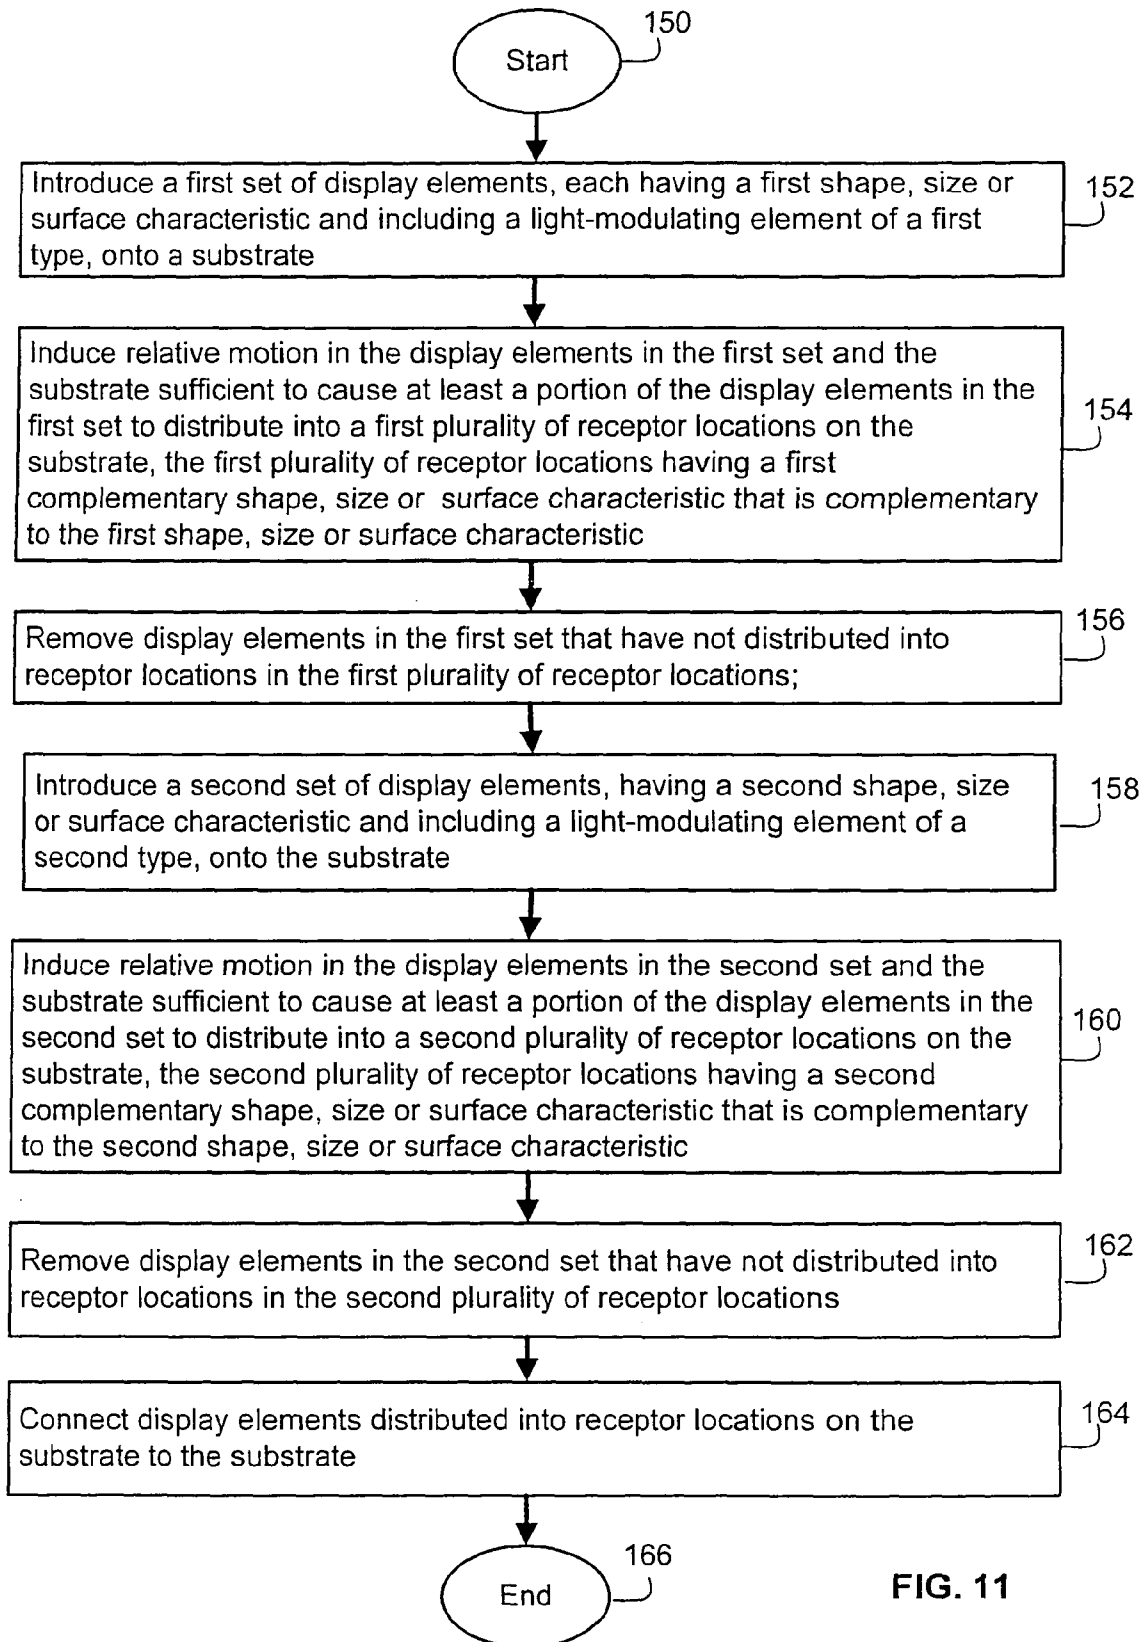 150
Start
Introduce a first set of display elements, each having a first shape, size or
surface characteristic and including a light-modulating element of a first
type, onto a substrate
152
Induce relative motion in the display elements in the first set and the
substrate sufficient to cause at least a portion of the display elements in the
first set to distribute into a first plurality of receptor locations on the
substrate, the first plurality of receptor locations having a first
complementary shape, size or surface characteristic that is complementary
to the first shape, size or surface characteristic
154
Remove display elements in the first set that have not distributed into
receptor locations in the first plurality of receptor locations;
156
Introduce a second set of display elements, having a second shape, size
or surface characteristic and including a light-modulating element of a
second type, onto the substrate
158
Induce relative motion in the display elements in the second set and the
substrate sufficient to cause at least a portion of the display elements in the
second set to distribute into a second plurality of receptor locations on the
substrate, the second plurality of receptor locations having a second
complementary shape, size or surface characteristic that is complementary
to the second shape, size or surface characteristic
160
Remove display elements in the second set that have not distributed into
receptor locations in the second plurality of receptor locations
162
Connect display elements distributed into receptor locations on the
substrate to the substrate
164
End
166
FIG. 11